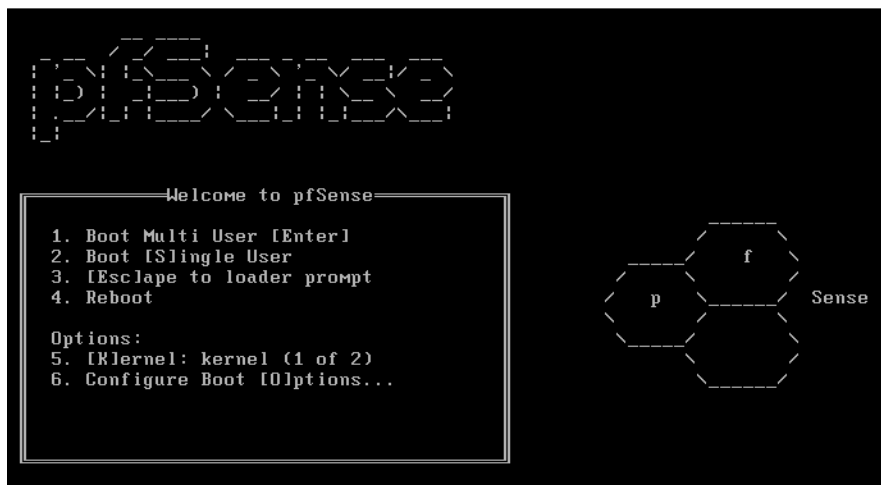 pfSense
Welcome to pfSense
1. Boot Multi User [Enter]
2. Boot [S]ingle User
3. [Esc]ape to loader prompt
4. Reboot
Options:
5. [K]ernel: kernel (1 of 2)
6. Configure Boot [O]ptions...
f
p
Sense